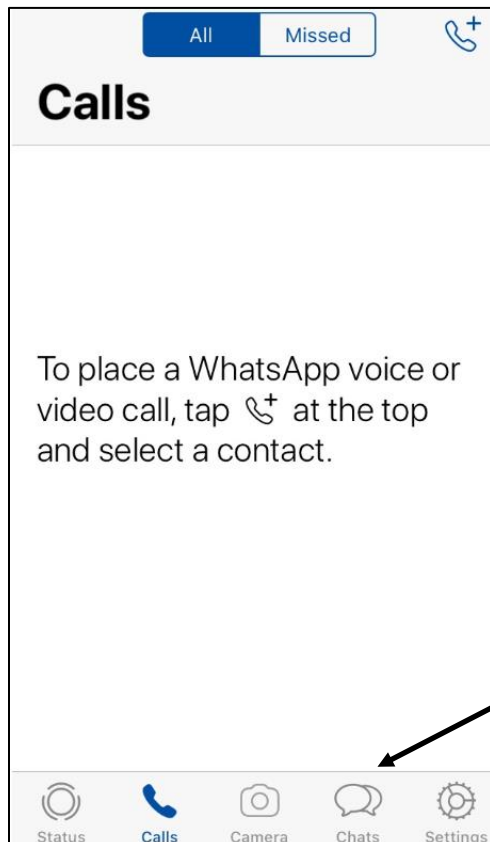 All Missed
Calls
To place a WhatsApp voice or
video call, tap at the top
and select a contact.
Status Calls Camera Chats Settings